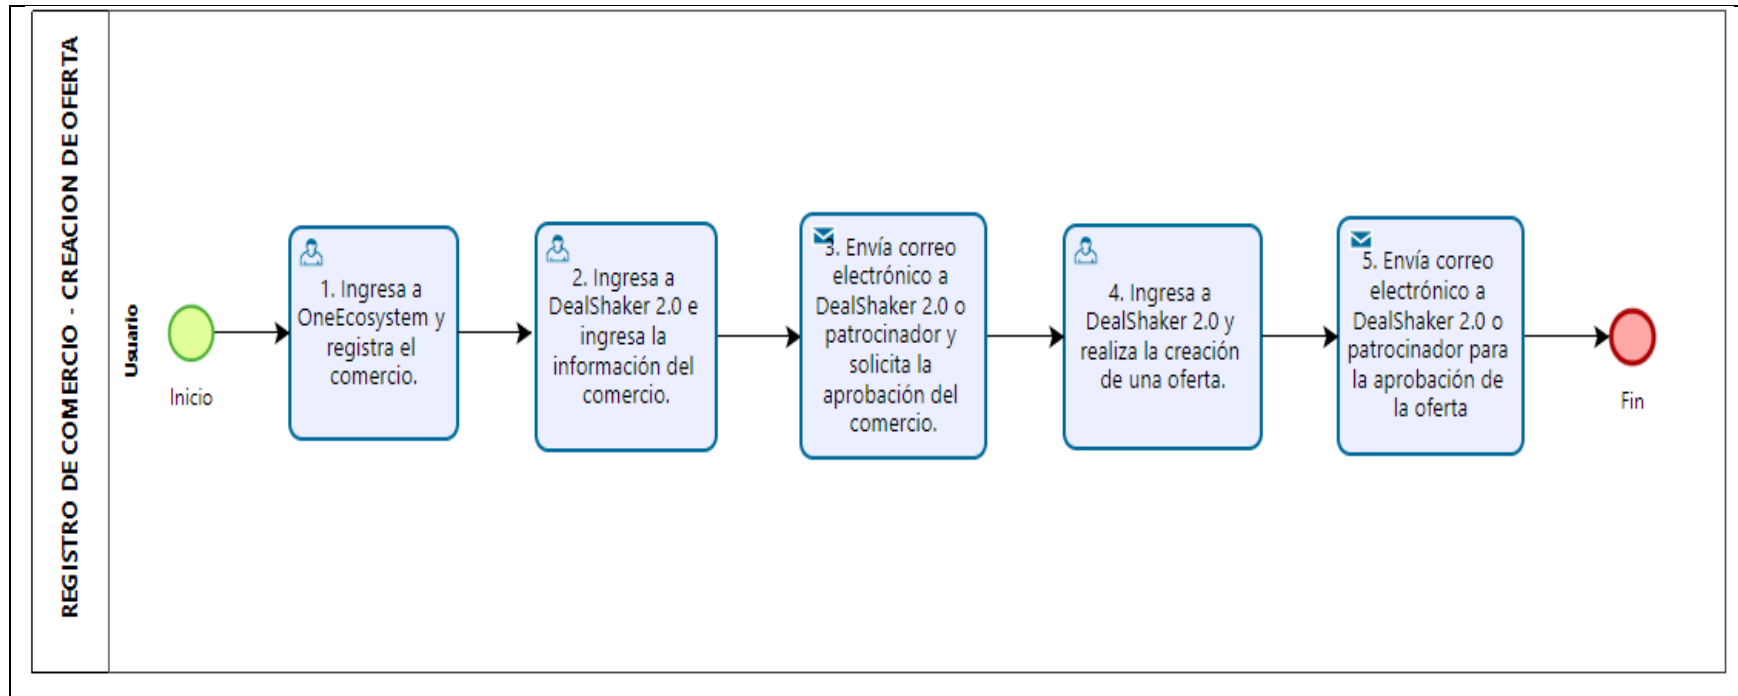 REGISTRO DE COMERCIO - CREACION DE OFERTA
Usuario
Inicio
1. Ingresa a
OneEcosystem y
registra el
comercio.
2. Ingresa a
DealShaker 2.0 e
ingresa la
información del
comercio.
3. Envía correo
electrónico a
DealShaker 2.0 o
patrocinador y
solicita la
aprobación del
comercio.
4. Ingresa a
DealShaker 2.0 y
realiza la creación
de una oferta.
5. Envía correo
electrónico a
DealShaker 2.0 o
patrocinador para
la aprobación de
la oferta
Fin